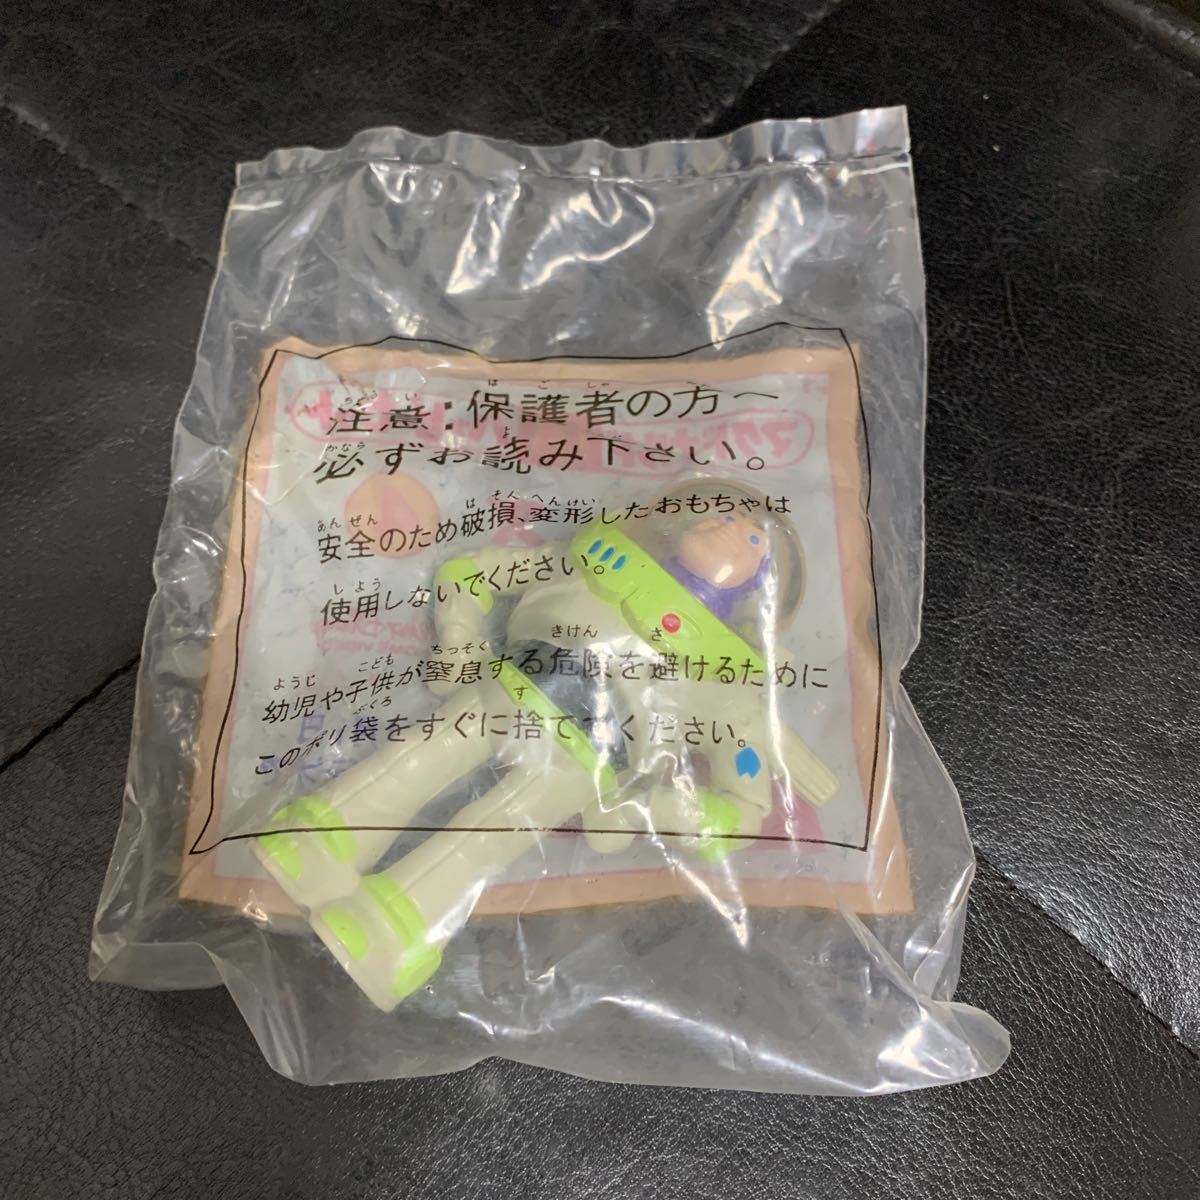 注意:保護者の方へ
必ずお読み下さい。
安全のため破損、変形したおもちゃは
使用しないでください。
幼児や子供が窒息する危険を避けるために
このポリ袋をすぐに捨ててください。